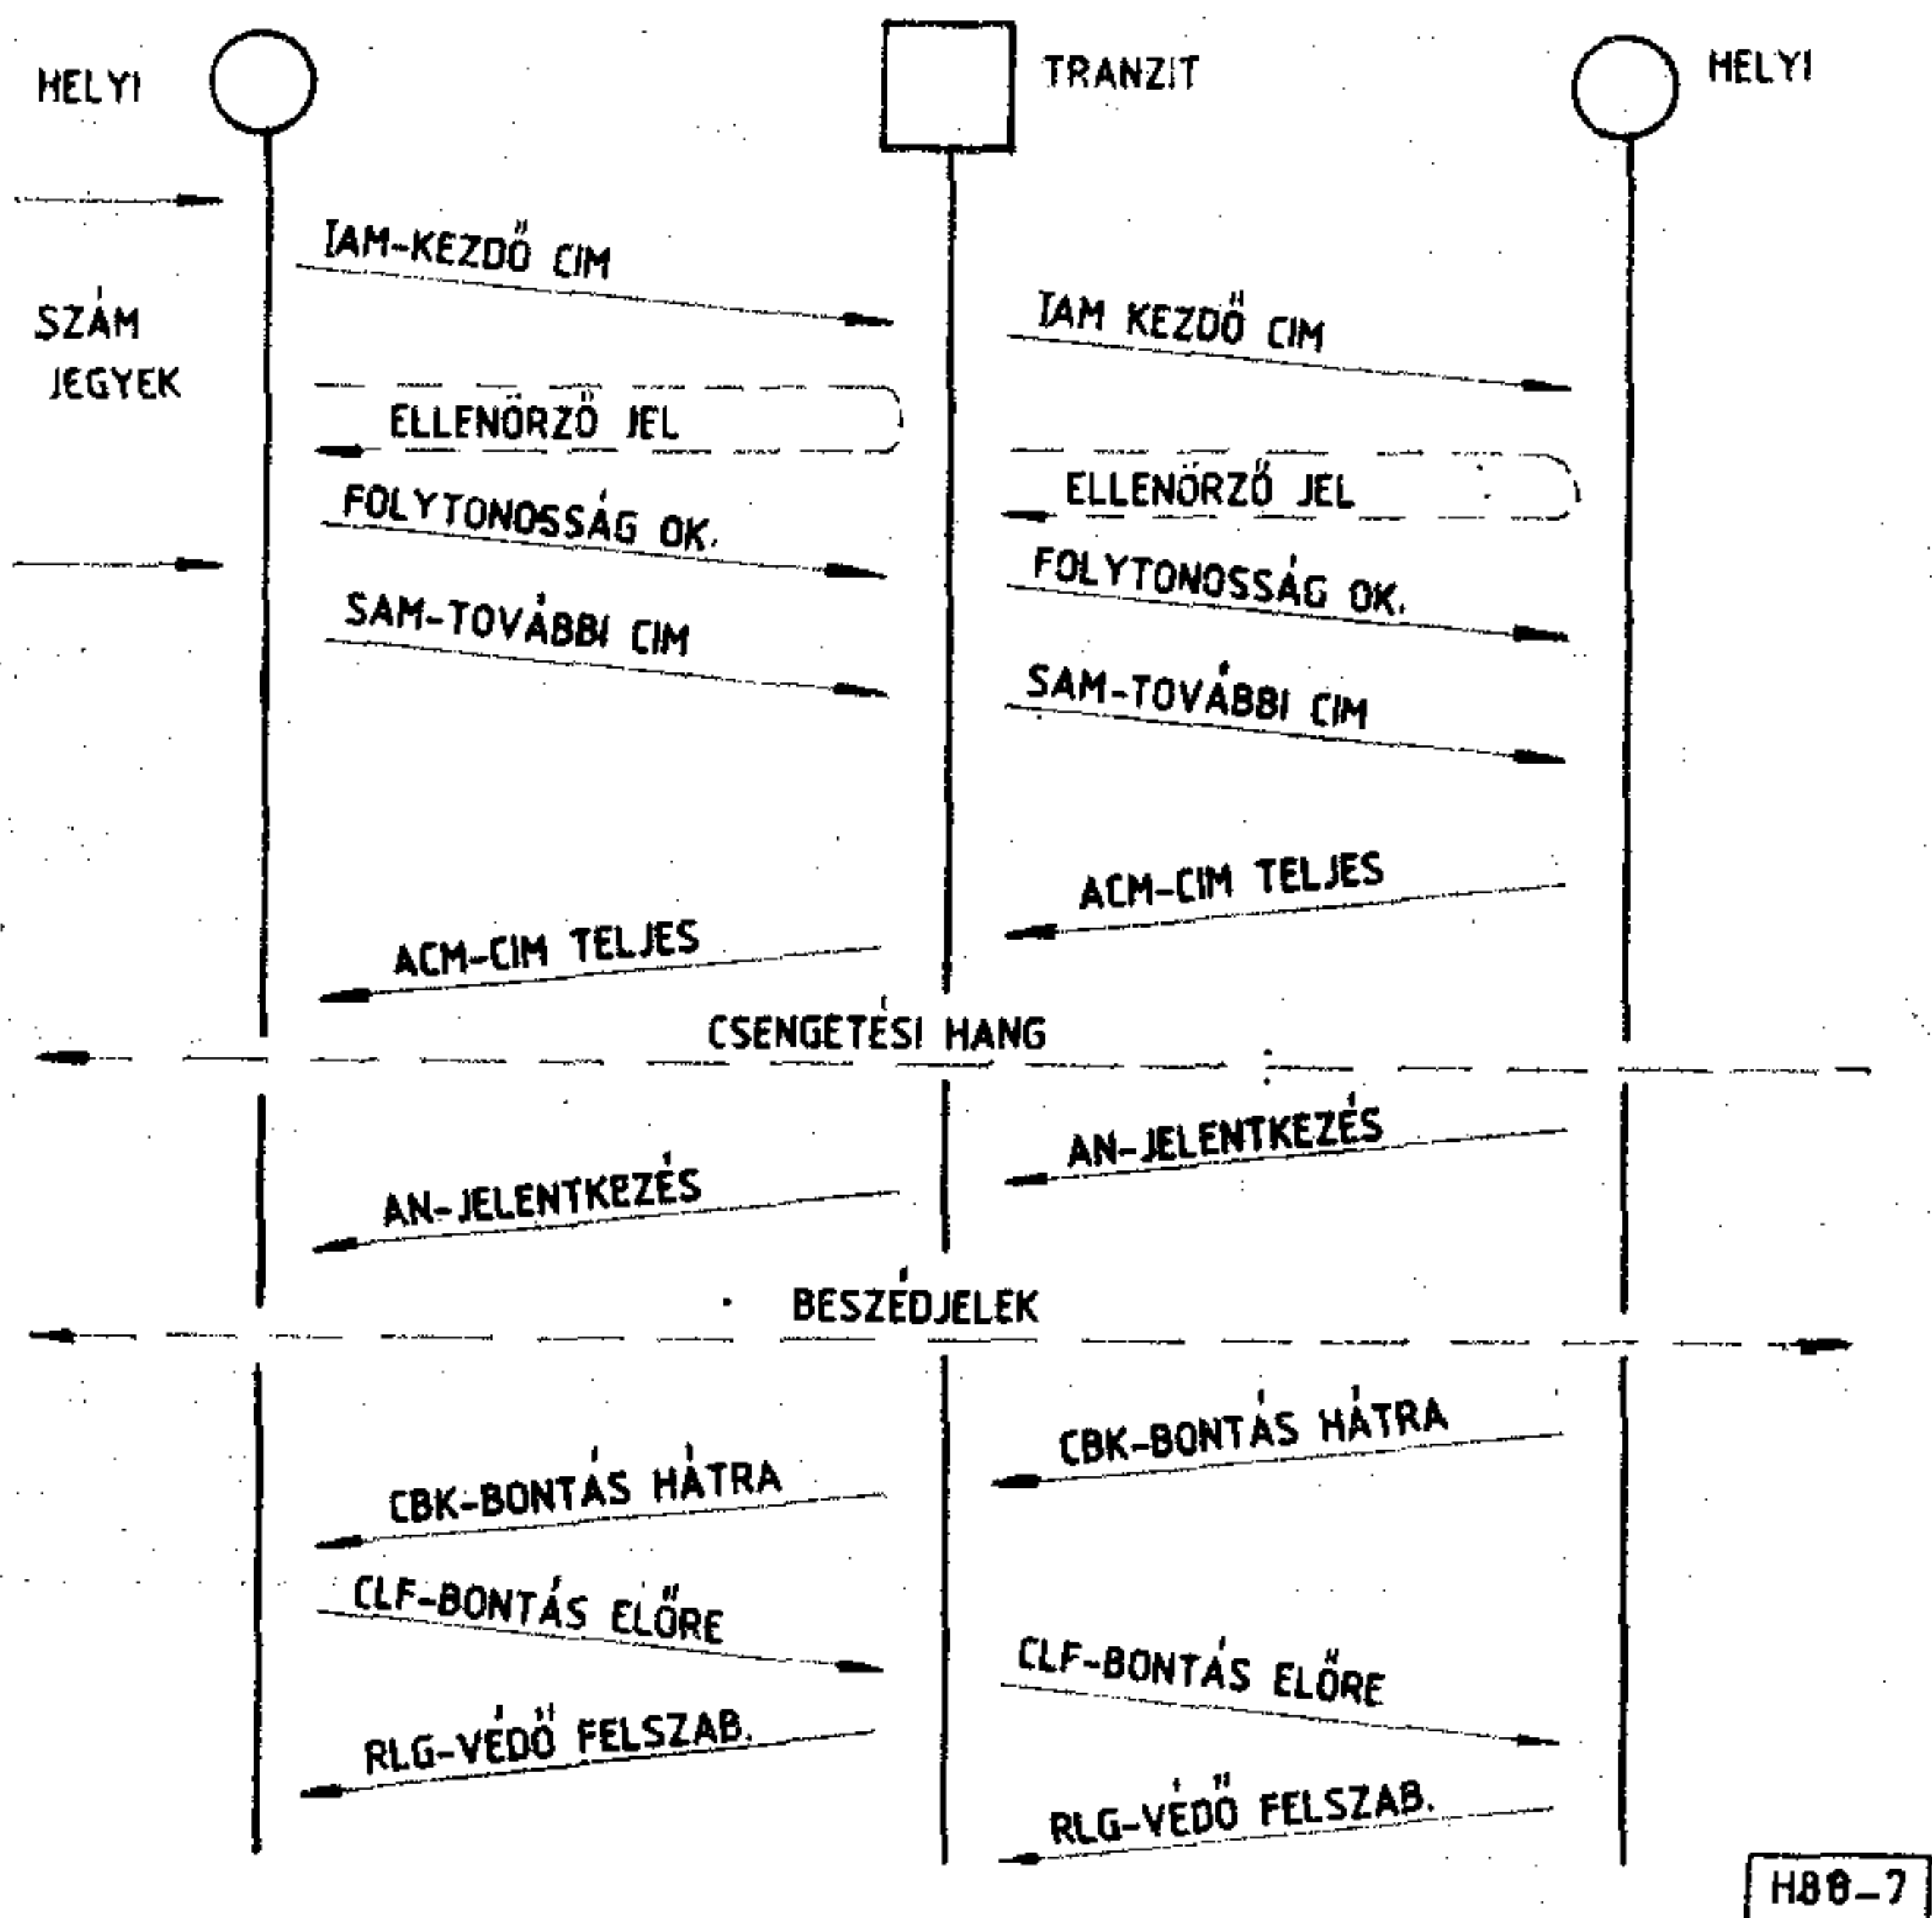 HELYI
TRANZIT
HELYI
IAM-KEZDŐ CIM
IAM KEZDŐ CIM
SZÁM
JEGYEK
ELLENŐRZŐ JEL
ELLENŐRZŐ JEL
FOLYTONOSSÁG OK.
FOLYTONOSSÁG OK.
SAM-TOVÁBBI CIM
SAM-TOVÁBBI CIM
ACM-CIM TELJES
ACM-CIM TELJES
CSENGETÉSI HANG
AN-JELENTKEZÉS
AN-JELENTKEZÉS
BESZÉDJELEK
CBK-BONTÁS HÁTRA
CBK-BONTÁS HÁTRA
CLF-BONTÁS ELŐRE
CLF-BONTÁS ELŐRE
RLG-VÉDŐ FELSZAB.
RLG-VÉDŐ FELSZAB.
H88-7